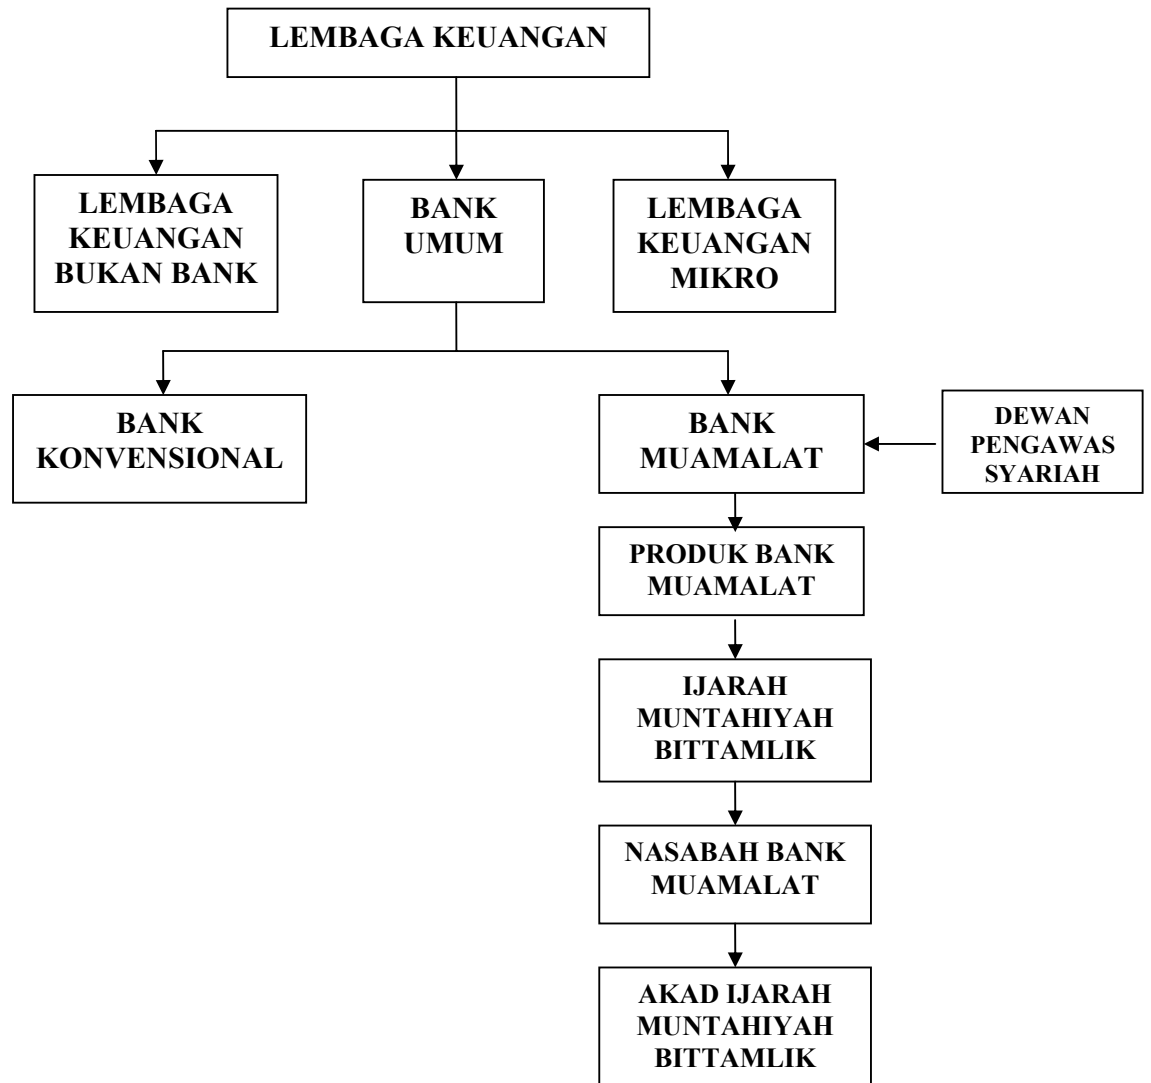 LEMBAGA KEUANGAN
LEMBAGA
KEUANGAN
BUKAN BANK
BANK
UMUM
LEMBAGA
KEUANGAN
MIKRO
BANK
KONVENSIONAL
BANK
MUAMALAT
DEWAN
PENGAWAS
SYARIAH
PRODUK BANK
MUAMALAT
IJARAH
MUNTAHIYAH
BITTAMLIK
NASABAH BANK
MUAMALAT
AKAD IJARAH
MUNTAHIYAH
BITTAMLIK